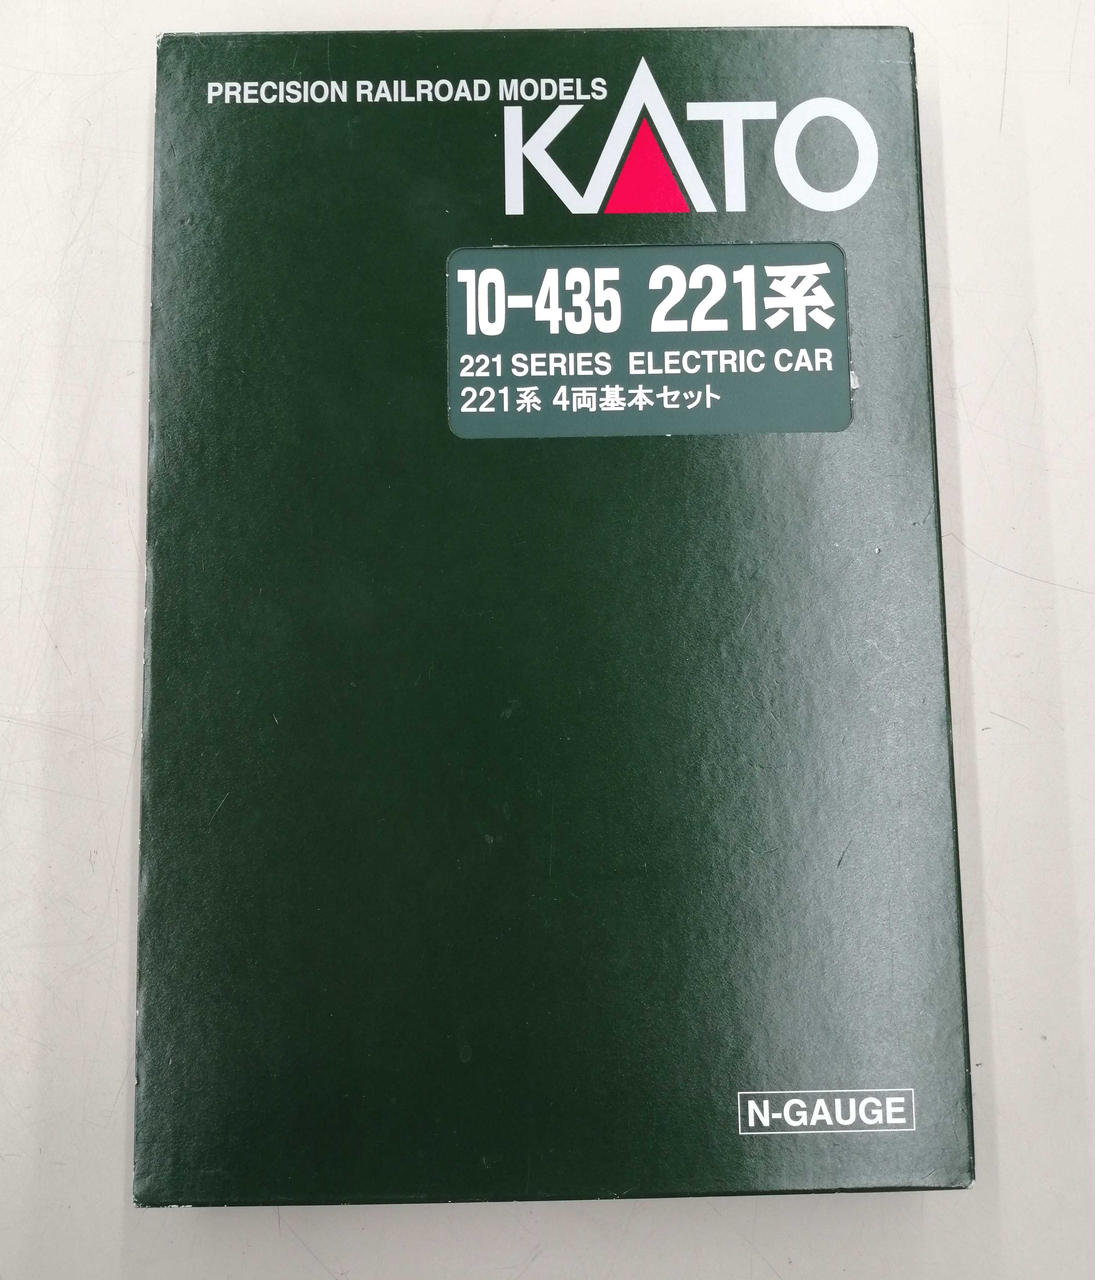 PRECISION RAILROAD MODELS
KATO
10-435 221系
221 SERIES ELECTRIC CAR
221系 4両基本セット
N-GAUGE